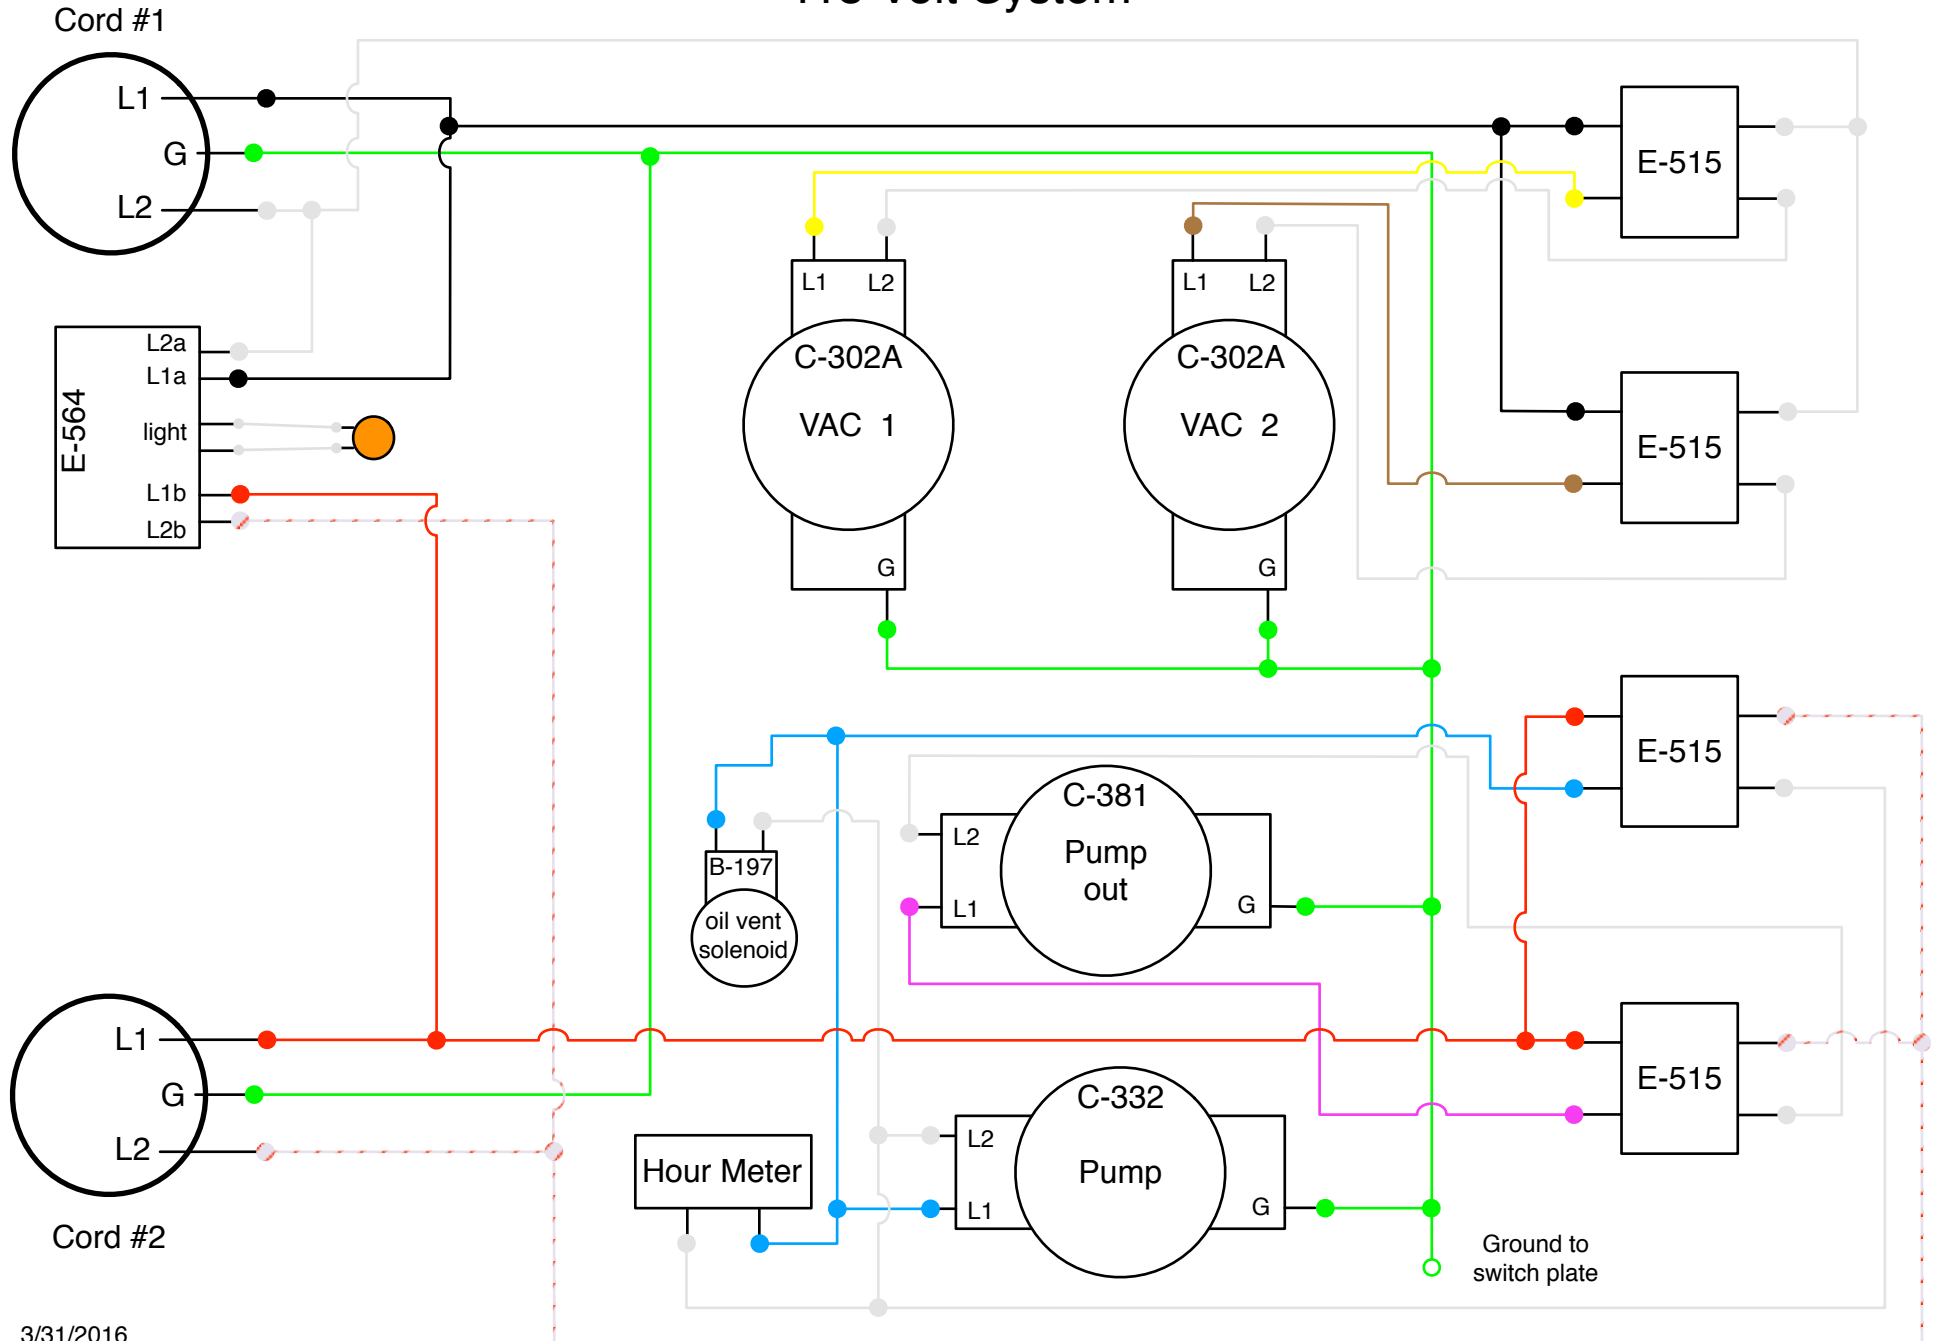 Cord #1
L1
G
L2
E-564
L2a
L1a
light
L1b
L2b
L1
L2
C-302A
VAC 1
G
L1
L2
C-302A
VAC 2
G
E-515
E-515
E-515
E-515
B-197
oil vent
solenoid
C-381
Pump
out
L2
L1
G
L1
G
L2
Cord #2
Hour Meter
C-332
Pump
L2
L1
G
Ground to
switch plate
3/31/2016